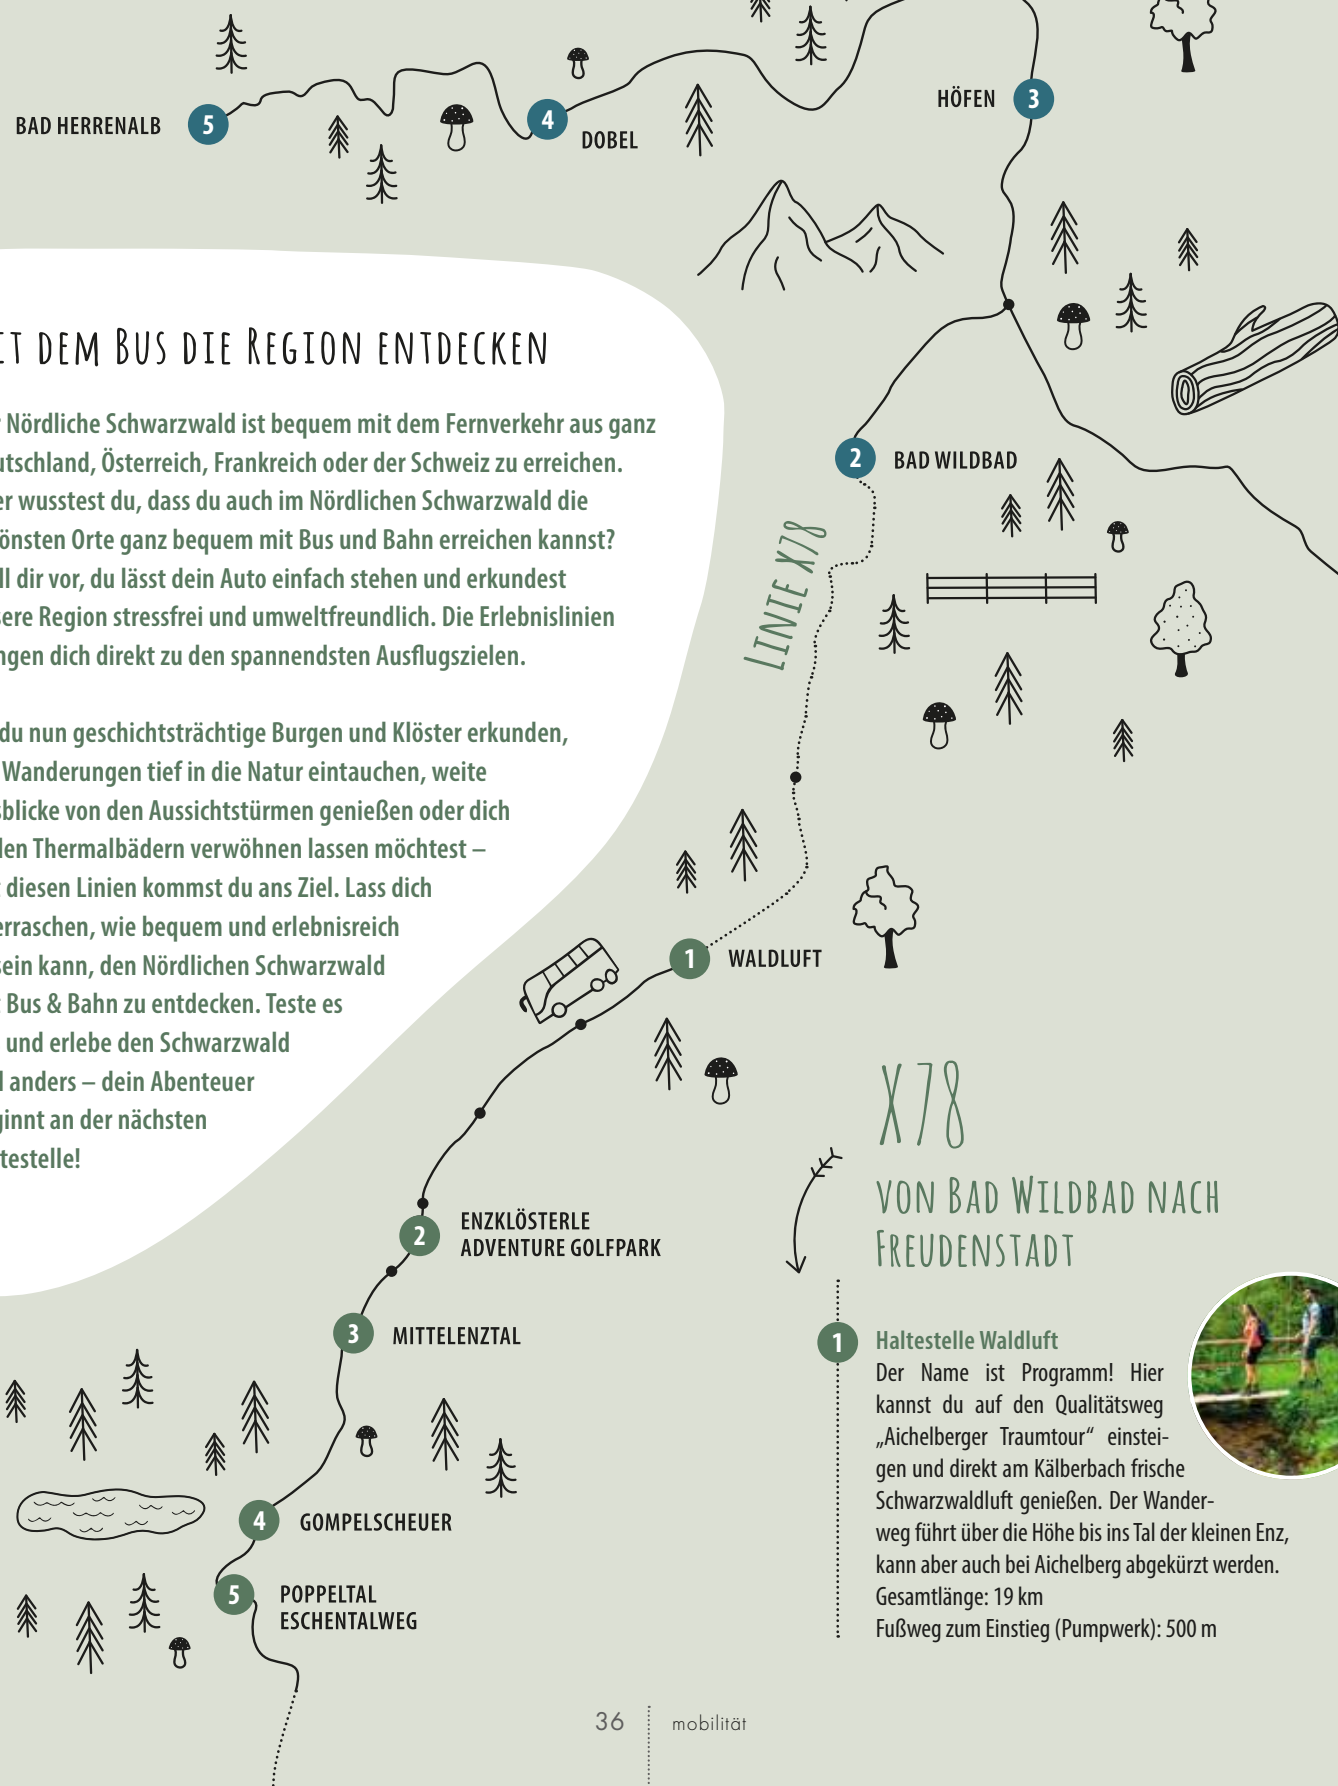 BAD HERRENALB
5
4
DOBEL
HÖFEN
3
DEM BUS DIE REGION ENTDECKEN
Nördliche Schwarzwald ist bequem mit dem Fernverkehr aus ganz
utschland, Österreich, Frankreich oder der Schweiz zu erreichen.
er wusstest du, dass du auch im Nördlichen Schwarzwald die
önsten Orte ganz bequem mit Bus und Bahn erreichen kannst?
ll dir vor, du lässt dein Auto einfach stehen und erkundest
sere Region stressfrei und umweltfreundlich. Die Erlebnislinien
ngen dich direkt zu den spannendsten Ausflugszielen.
du nun geschichtsträchtige Burgen und Klöster erkunden,
Wanderungen tief in die Natur eintauchen, weite
sblicke von den Aussichtstürmen genießen oder dich
den Thermalbädern verwöhnen lassen möchtest –
diesen Linien kommst du ans Ziel. Lass dich
erraschen, wie bequem und erlebnisreich
sein kann, den Nördlichen Schwarzwald
Bus & Bahn zu entdecken. Teste es
und erlebe den Schwarzwald
l anders – dein Abenteuer
ginnt an der nächsten
testelle!
2
BAD WILDBAD
LINIE X78
1
WALDLUFT
2
ENZKLÖSTERLE
ADVENTURE GOLFPARK
3
MITTELENZTAL
4
GOMPELSCHEUER
5
POPPELTAL
ESCHENTALWEG
X78
VON BAD WILDBAD NACH
FREUDENSTADT
1
Haltestelle Waldluft
Der Name ist Programm! Hier
kannst du auf den Qualitätsweg
„Aichelberger Traumtour“ einstei-
gen und direkt am Kälberbach frische
Schwarzwaldluft genießen. Der Wander-
weg führt über die Höhe bis ins Tal der kleinen Enz,
kann aber auch bei Aichelberg abgekürzt werden.
Gesamtlänge: 19 km
Fußweg zum Einstieg (Pumpwerk): 500 m
36
mobilität